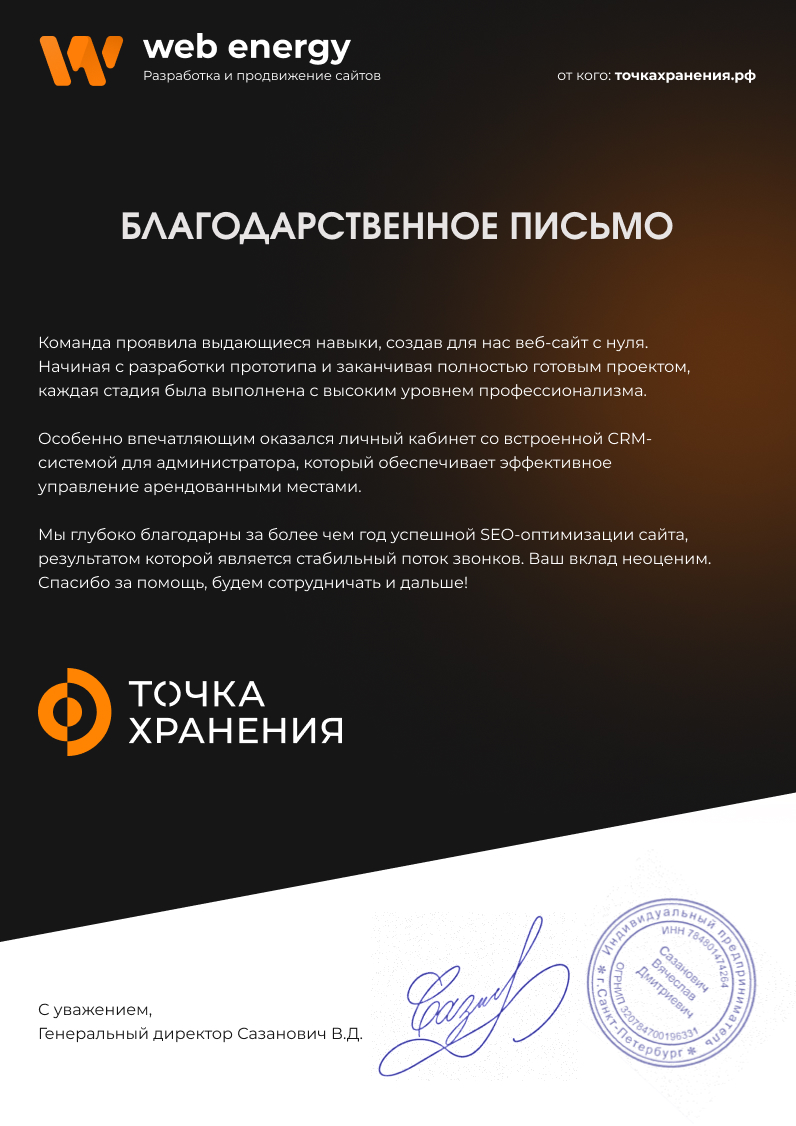 web energy
Разработка и продвижение сайтов
от кого: точкахранения.рф
БЛАГОДАРСТВЕННОЕ ПИСЬМО
Команда проявила выдающиеся навыки, создав для нас веб-сайт с нуля.
Начиная с разработки прототипа и заканчивая полностью готовым проектом,
каждая стадия была выполнена с высоким уровнем профессионализма.
Особенно впечатляющим оказался личный кабинет со встроенной CRM-
системой для администратора, который обеспечивает эффективное
управление арендованными местами.
Мы глубоко благодарны за более чем год успешной SEO-оптимизации сайта,
результатом которой является стабильный поток звонков. Ваш вклад неоценим.
Спасибо за помощь, будем сотрудничать и дальше!
ТОЧКА
ХРАНЕНИЯ
С уважением,
Генеральный директор Сазанович В.Д.
Сазан
Индивидуальный предприниматель
* г.Санкт-Петербург *
ИНН 784801474264
Сазанович
Вячеслав
Дмитриевич
ОГРНИП 320784700196331